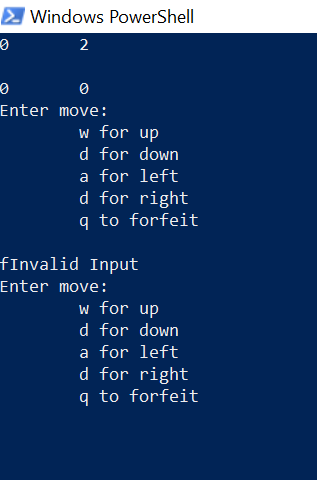 Windows PowerShell
0 2
0 0
Enter move:
w for up
d for down
a for left
d for right
q to forfeit
fInvalid Input
Enter move:
w for up
d for down
a for left
d for right
q to forfeit